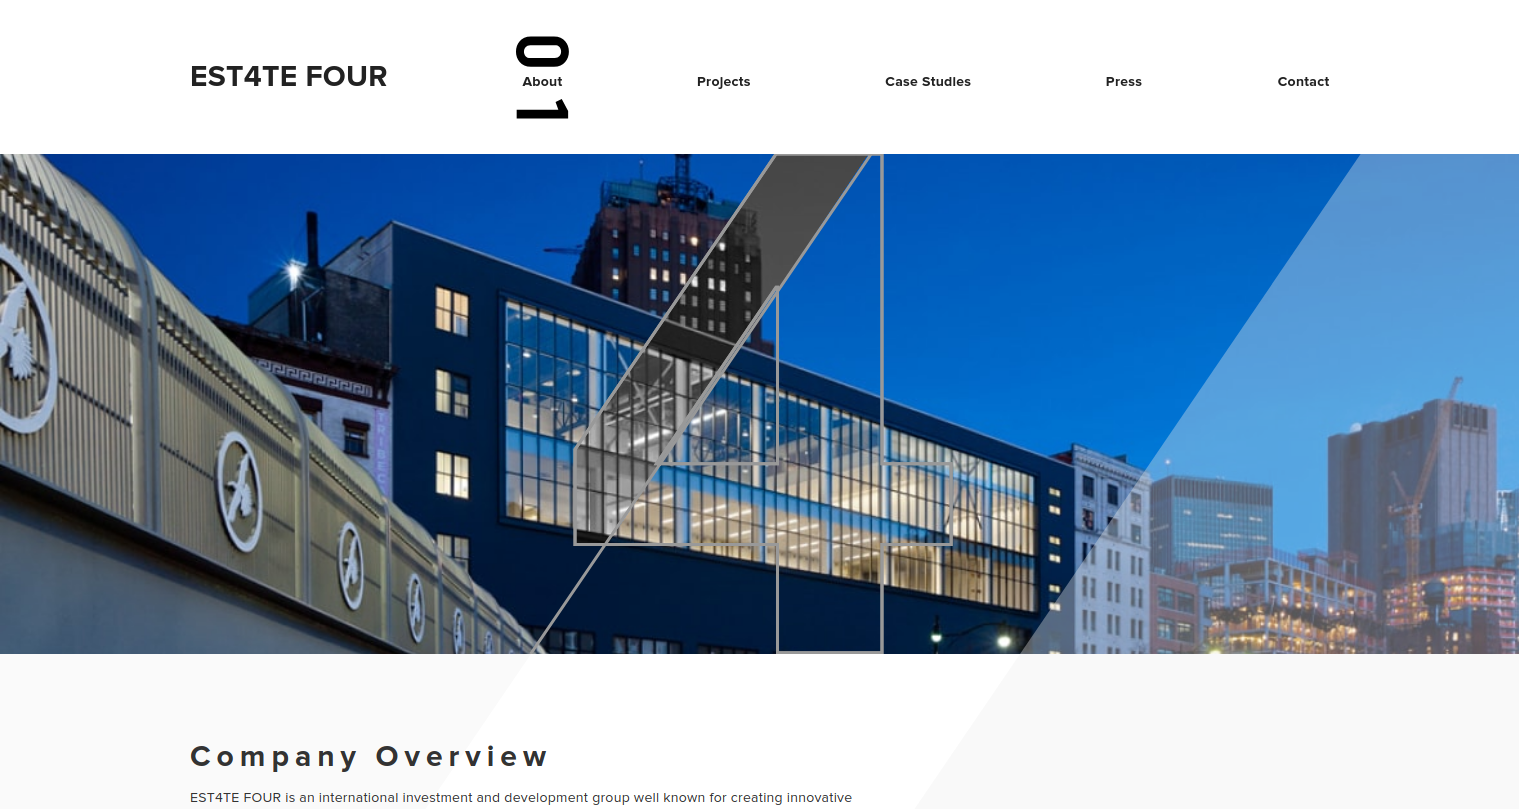 EST4TE FOUR
01
About
Projects
Case Studies
Press
Contact
TRIBEC
Company Overview
EST4TE FOUR is an international investment and development group well known for creating innovative